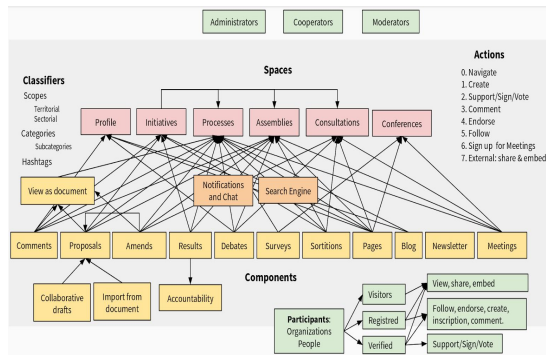 Administrators
Cooperators
Moderators
Actions
0. Navigate
1. Create
2. Support/Sign/Vote
3. Comment
4. Endorse
5. Follow
6. Sign up for Meetings
7. External: share & embed
Classifiers
Scopes
Territorial
Sectorial
Categories
Subcategories
Hashtags
Spaces
Profile
Initiatives
Processes
Assemblies
Consultations
Conferences
View as document
Notifications
and Chat
Search Engine
Comments
Proposals
Amends
Results
Debates
Surveys
Sortitions
Pages
Blog
Newsletter
Meetings
Components
Collaborative
drafts
Import from
document
Accountability
Participants:
Organizations
People
Visitors
Registred
Verified
View, share, embed
Follow, endorse, create,
inscription, comment.
Support/Sign/Vote